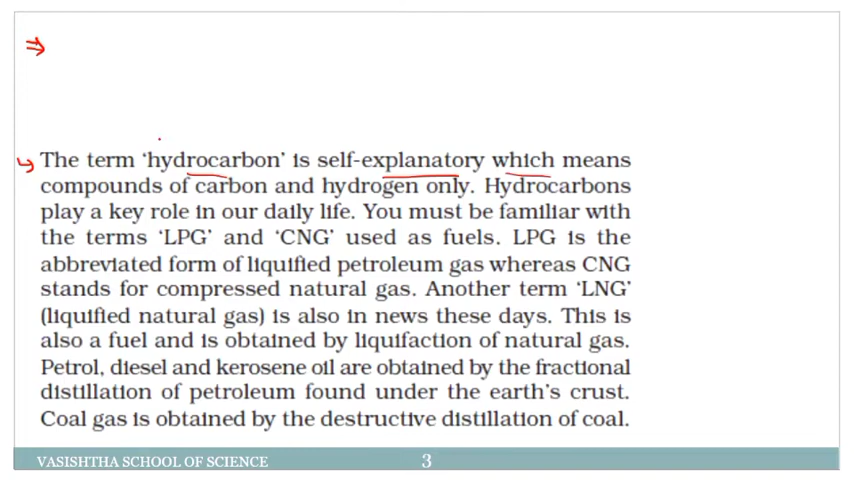 The term ‘hydrocarbon’ is self-explanatory which means
compounds of carbon and hydrogen only. Hydrocarbons
play a key role in our daily life. You must be familiar with
the terms ‘LPG’ and ‘CNG’ used as fuels. LPG is the
abbreviated form of liquified petroleum gas whereas CNG
stands for compressed natural gas. Another term ‘LNG’
(liquified natural gas) is also in news these days. This is
also a fuel and is obtained by liquifaction of natural gas.
Petrol, diesel and kerosene oil are obtained by the fractional
distillation of petroleum found under the earth’s crust.
Coal gas is obtained by the destructive distillation of coal.
VASISHTHA SCHOOL OF SCIENCE 3